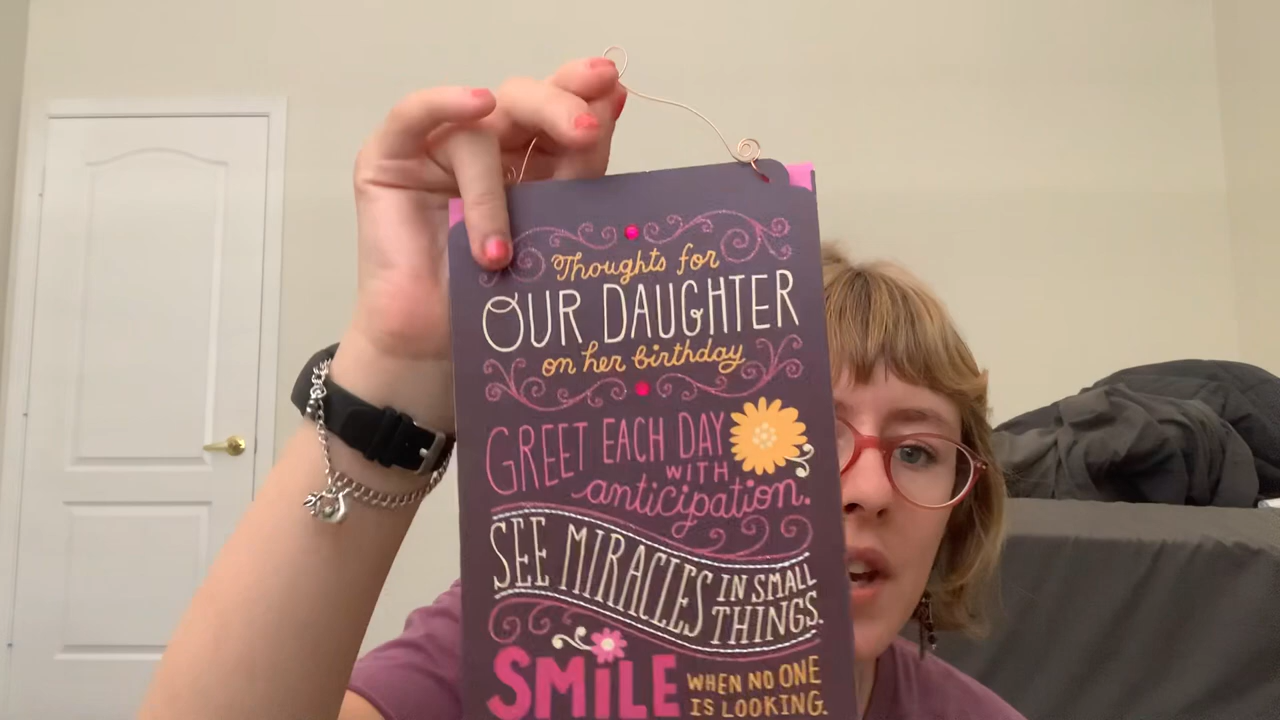 Thoughts for
OUR DAUGHTER
on her birthday
GREET EACH DAY
WITH
anticipation.
SEE MIRACLES IN SMALL
THINGS.
SMiLE WHEN NO ONE
IS LOOKING.